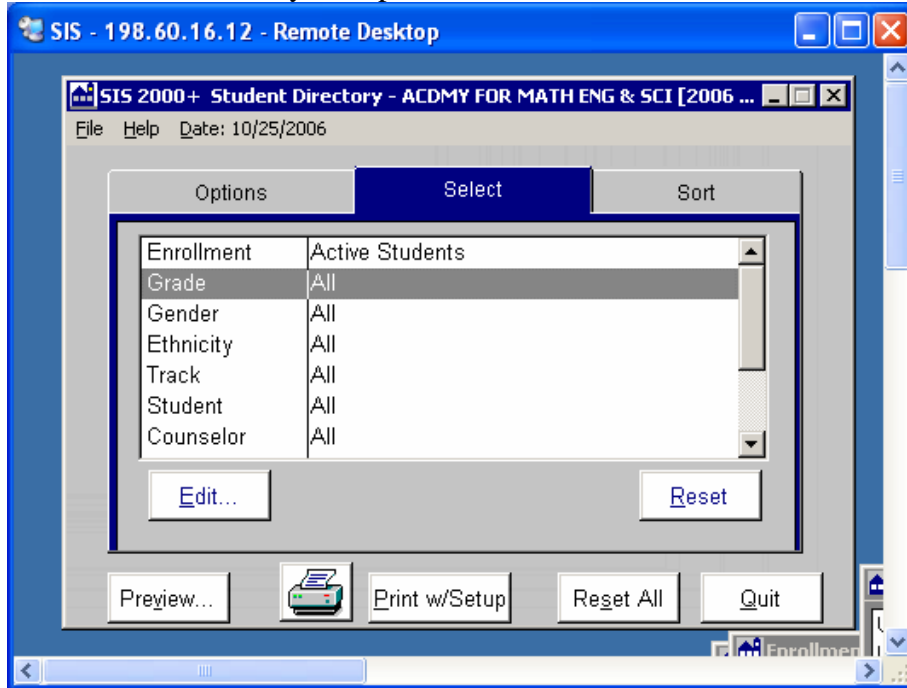 SIS - 198.60.16.12 - Remote Desktop
SIS 2000+ Student Directory - ACDMY FOR MATH ENG & SCI [2006 ...
File Help Date: 10/25/2006
Options Select Sort
Enrollment Active Students
Grade All
Gender All
Ethnicity All
Track All
Student All
Counselor All
Edit... Reset
Preview... Print w/Setup Reset All Quit